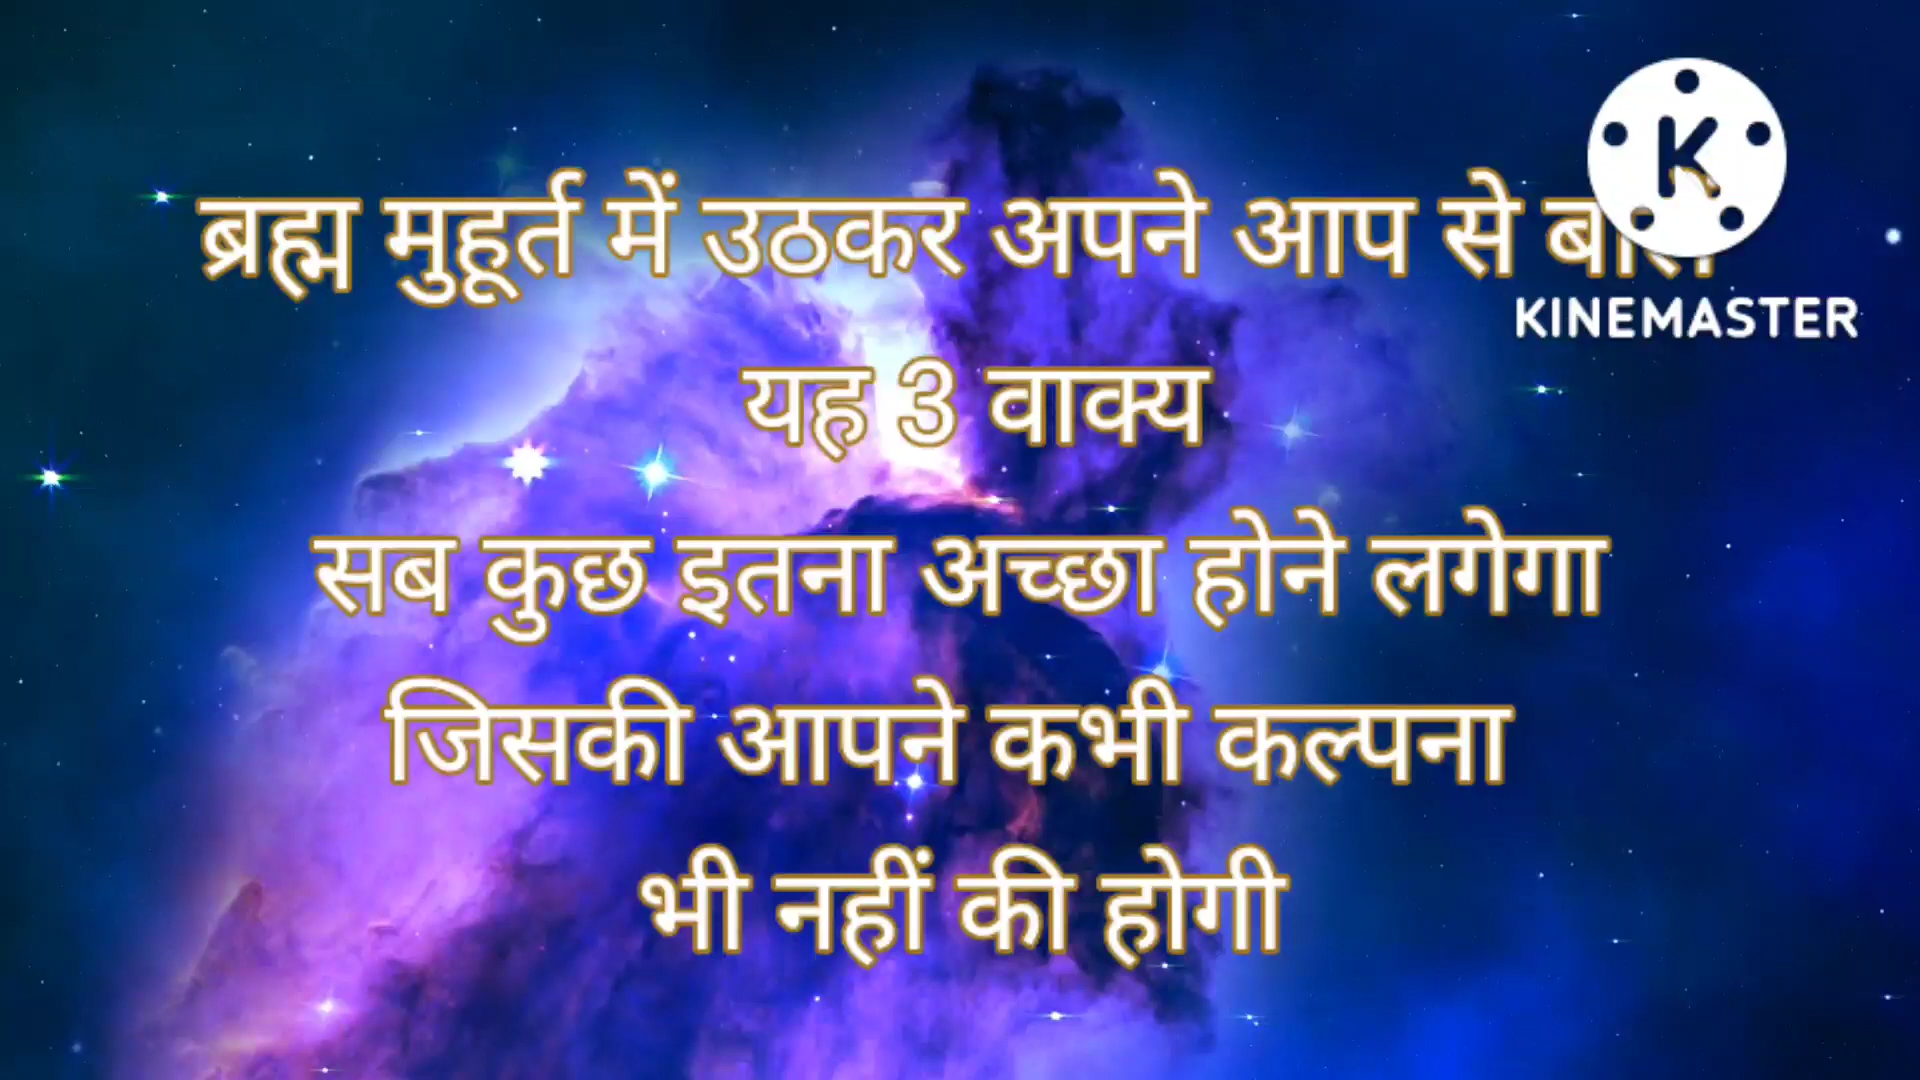 ब्रह्म मुहूर्त में उठकर अपने आप से
यह 3 वाक्य
सब कुछ इतना अच्छा होने लगेगा
जिसकी आपने कभी कल्पना
भी नहीं की होगी
K
KINEMASTER